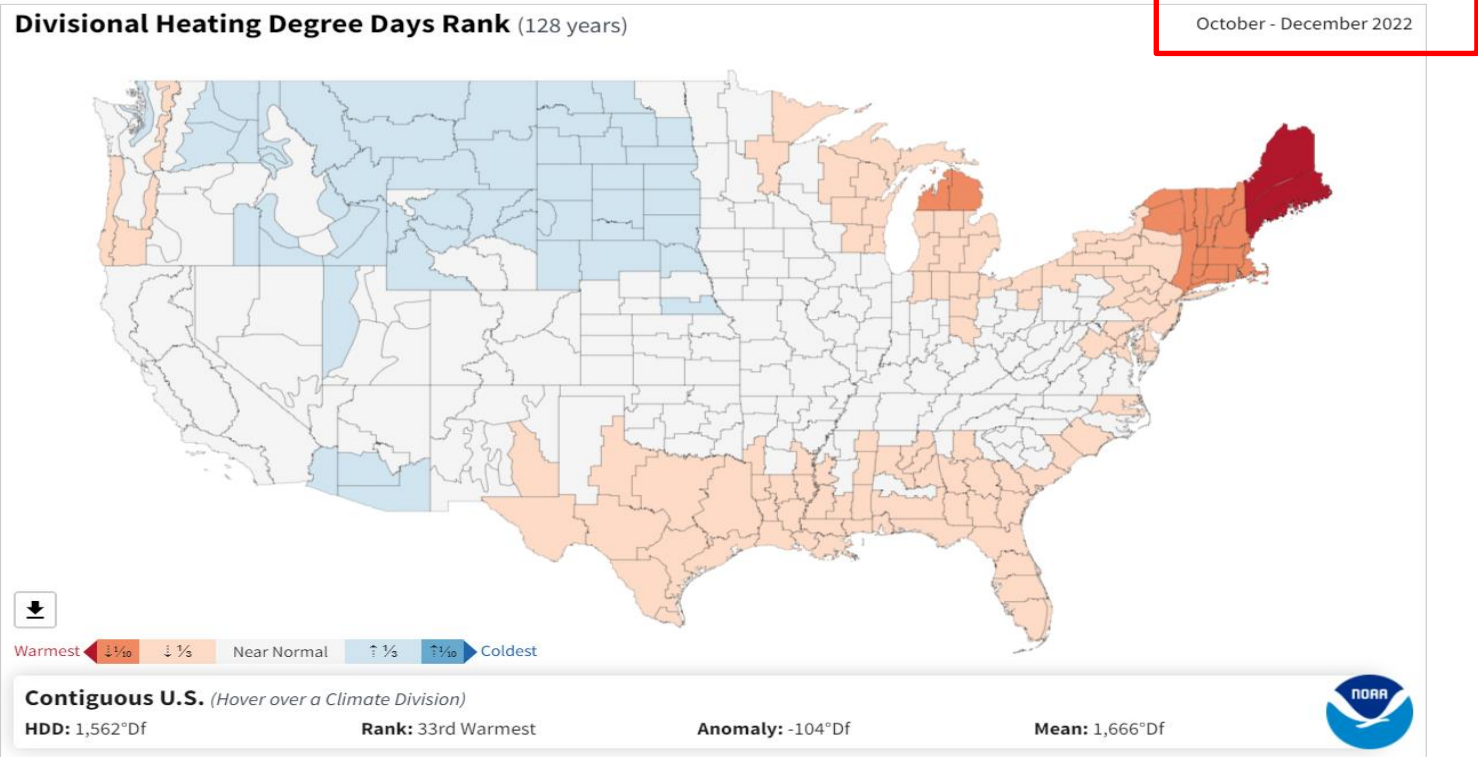 Divisional Heating Degree Days Rank (128 years)
October - December 2022
Warmest ↓⅒ ↓⅓ Near Normal ↑⅓ ↑⅒ Coldest
Contiguous U.S. (Hover over a Climate Division)
HDD: 1,562°Df Rank: 33rd Warmest Anomaly: -104°Df Mean: 1,666°Df
NOAA